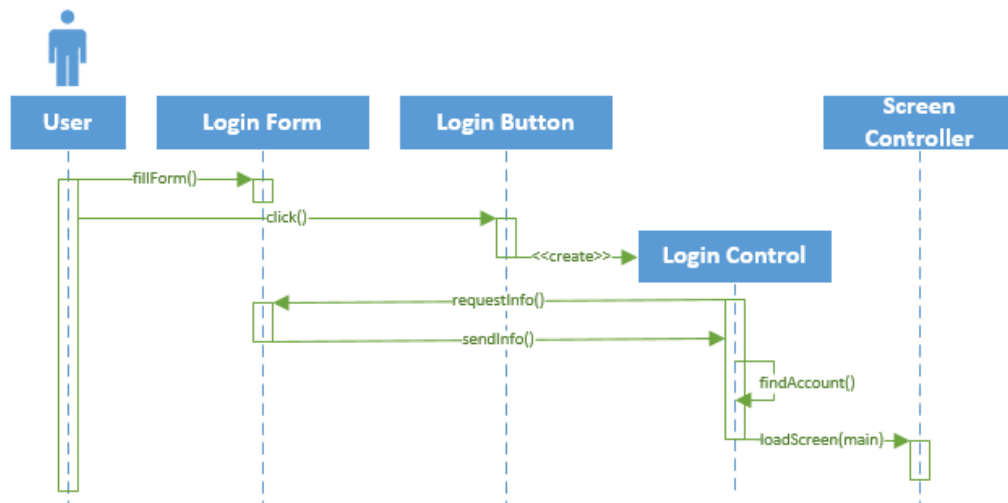 User
Login Form
Login Button
Screen
Controller
fillForm()
click()
<<create>>
Login Control
requestInfo()
sendInfo()
findAccount()
loadScreen(main)